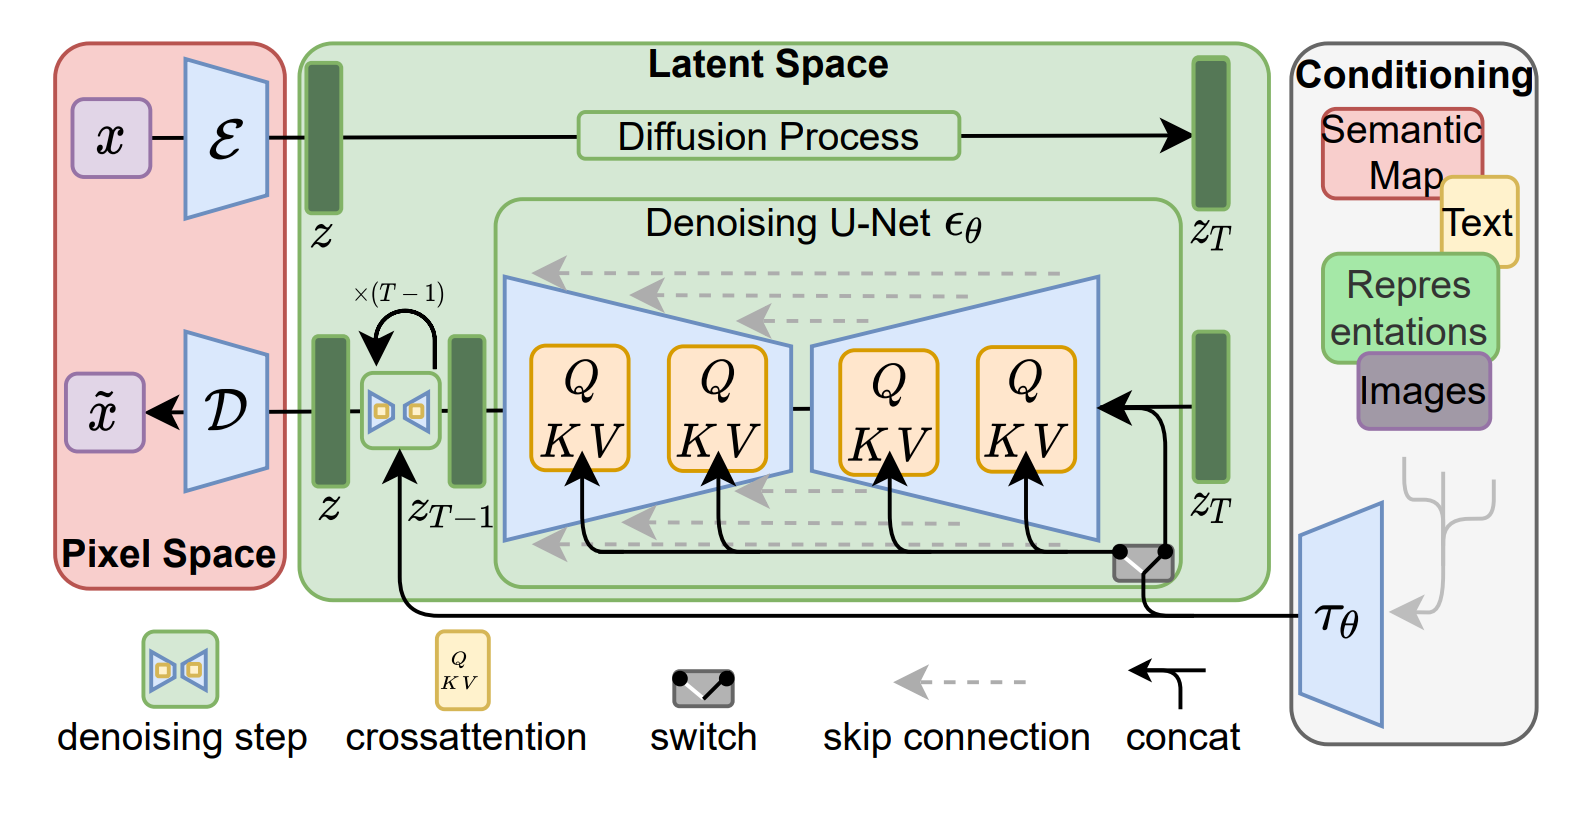 Latent Space
Conditioning
x
ℰ
Diffusion Process
z
z_T
Semantic
Map
Text
Denoising U-Net ϵ_θ
×(T − 1)
Repres
entations
Images
x̃
𝒟
Q
K V
Q
K V
Q
K V
Q
K V
z
z_{T−1}
z_T
Pixel Space
τ_θ
Q
K V
denoising step
crossattention
switch
skip connection
concat